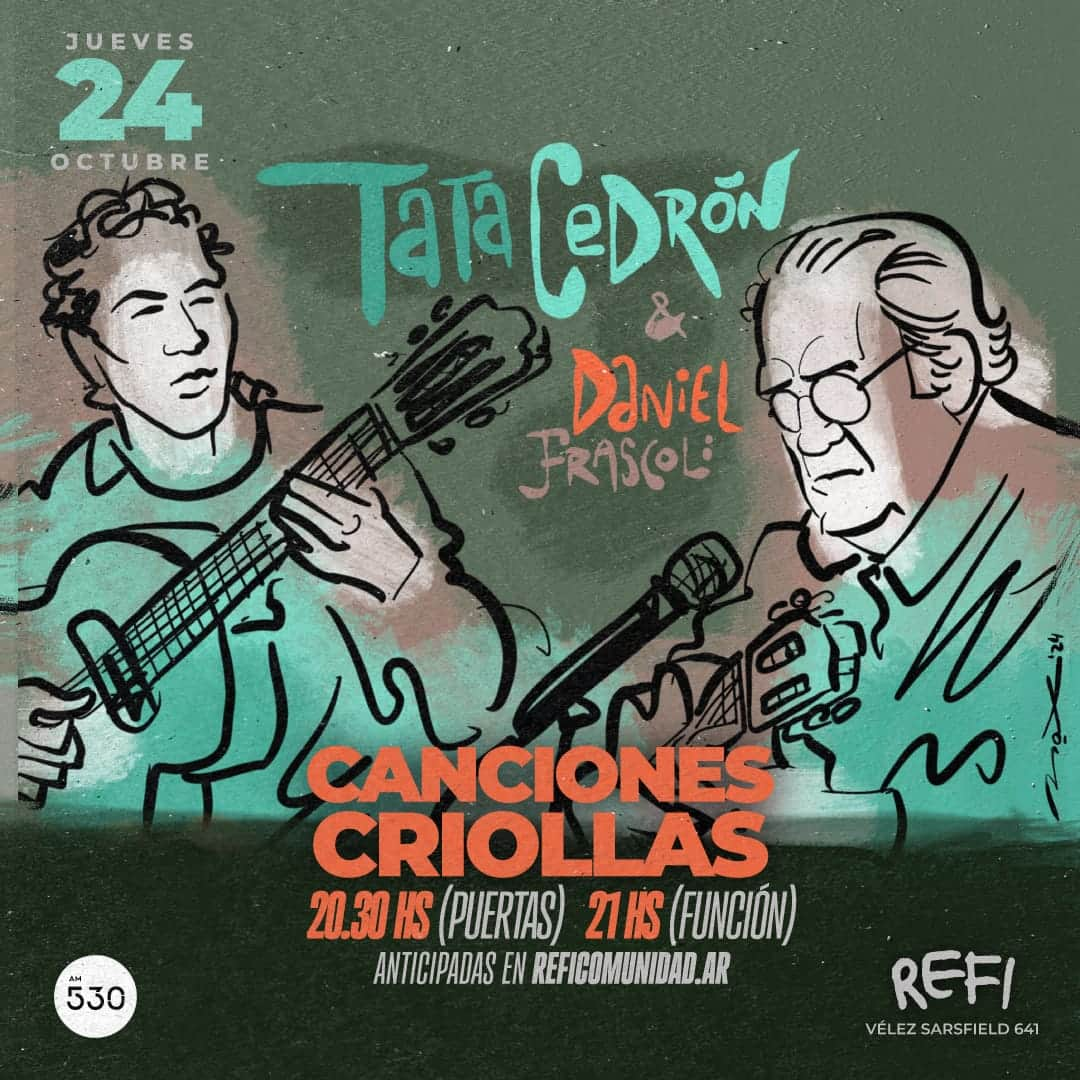 JUEVES
24
OCTUBRE
TaTa CeDRóN
&
DaNiEL
FRASCOLi
CANCIONES
CRIOLLAS
20.30 HS (PUERTAS) 21 HS (FUNCIÓN)
ANTICIPADAS EN REFICOMUNIDAD.AR
AM
530
REFI
VÉLEZ SARSFIELD 641
'24